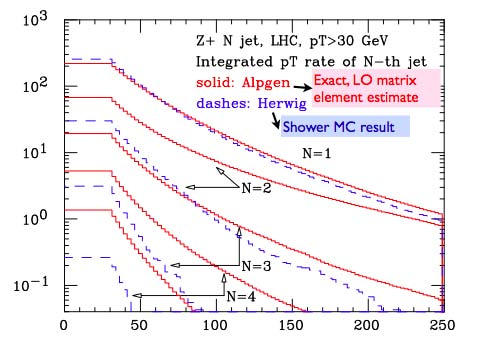 Z+ N jet, LHC, pT>30 GeV
Integrated pT rate of N-th jet
solid: Alpgen
Exact, LO matrix
element estimate
dashes: Herwig
Shower MC result
N=1
N=2
N=3
N=4
10³
10²
10¹
10⁰
10⁻¹
0 50 100 150 200 250